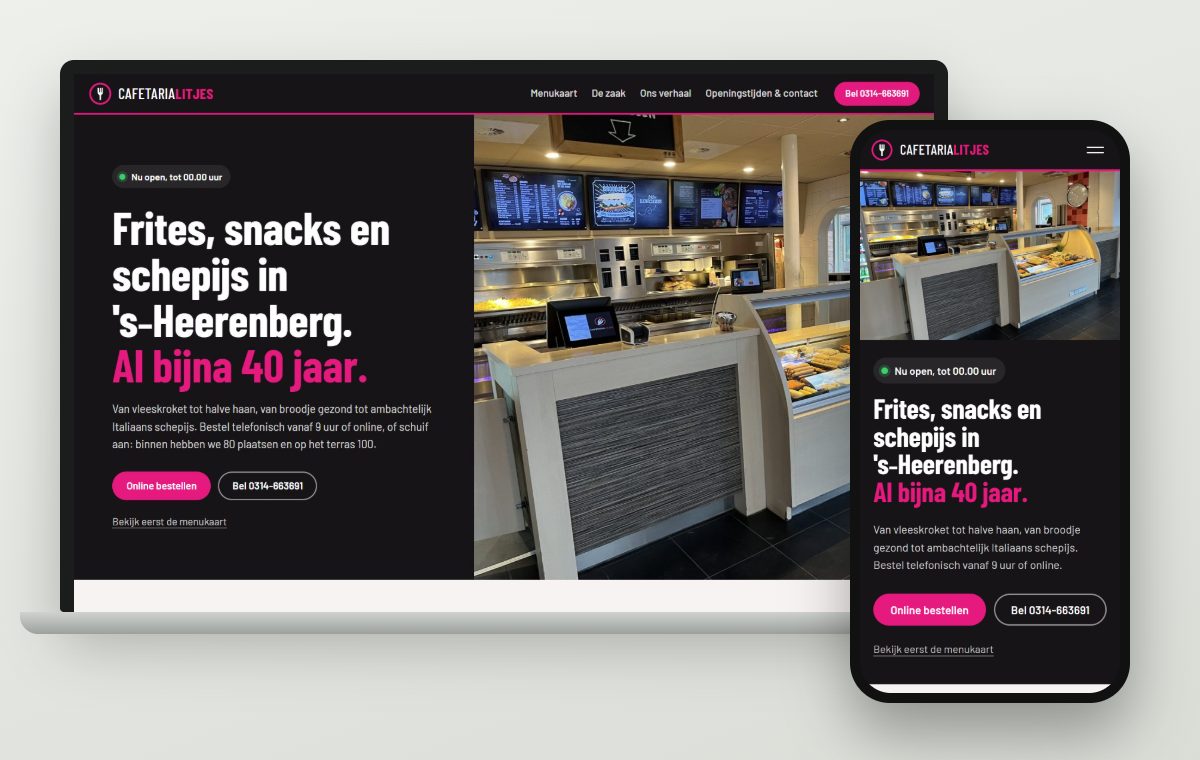 CAFETARIALITJES
Menukaart De zaak Ons verhaal Openingstijden & contact Bel 0314-663691
Nu open, tot 00.00 uur
Frites, snacks en
schepijs in
's-Heerenberg.
Al bijna 40 jaar.
Van vleeskroket tot halve haan, van broodje gezond tot ambachtelijk
Italiaans schepijs. Bestel telefonisch vanaf 9 uur of online, of schuif
aan: binnen hebben we 80 plaatsen en op het terras 100.
Online bestellen Bel 0314-663691
Bekijk eerst de menukaart
CAFETARIALITJES
Nu open, tot 00.00 uur
Frites, snacks en
schepijs in
's-Heerenberg.
Al bijna 40 jaar.
Van vleeskroket tot halve haan, van broodje
gezond tot ambachtelijk Italiaans schepijs.
Bestel telefonisch vanaf 9 uur of online.
Online bestellen Bel 0314-663691
Bekijk eerst de menukaart